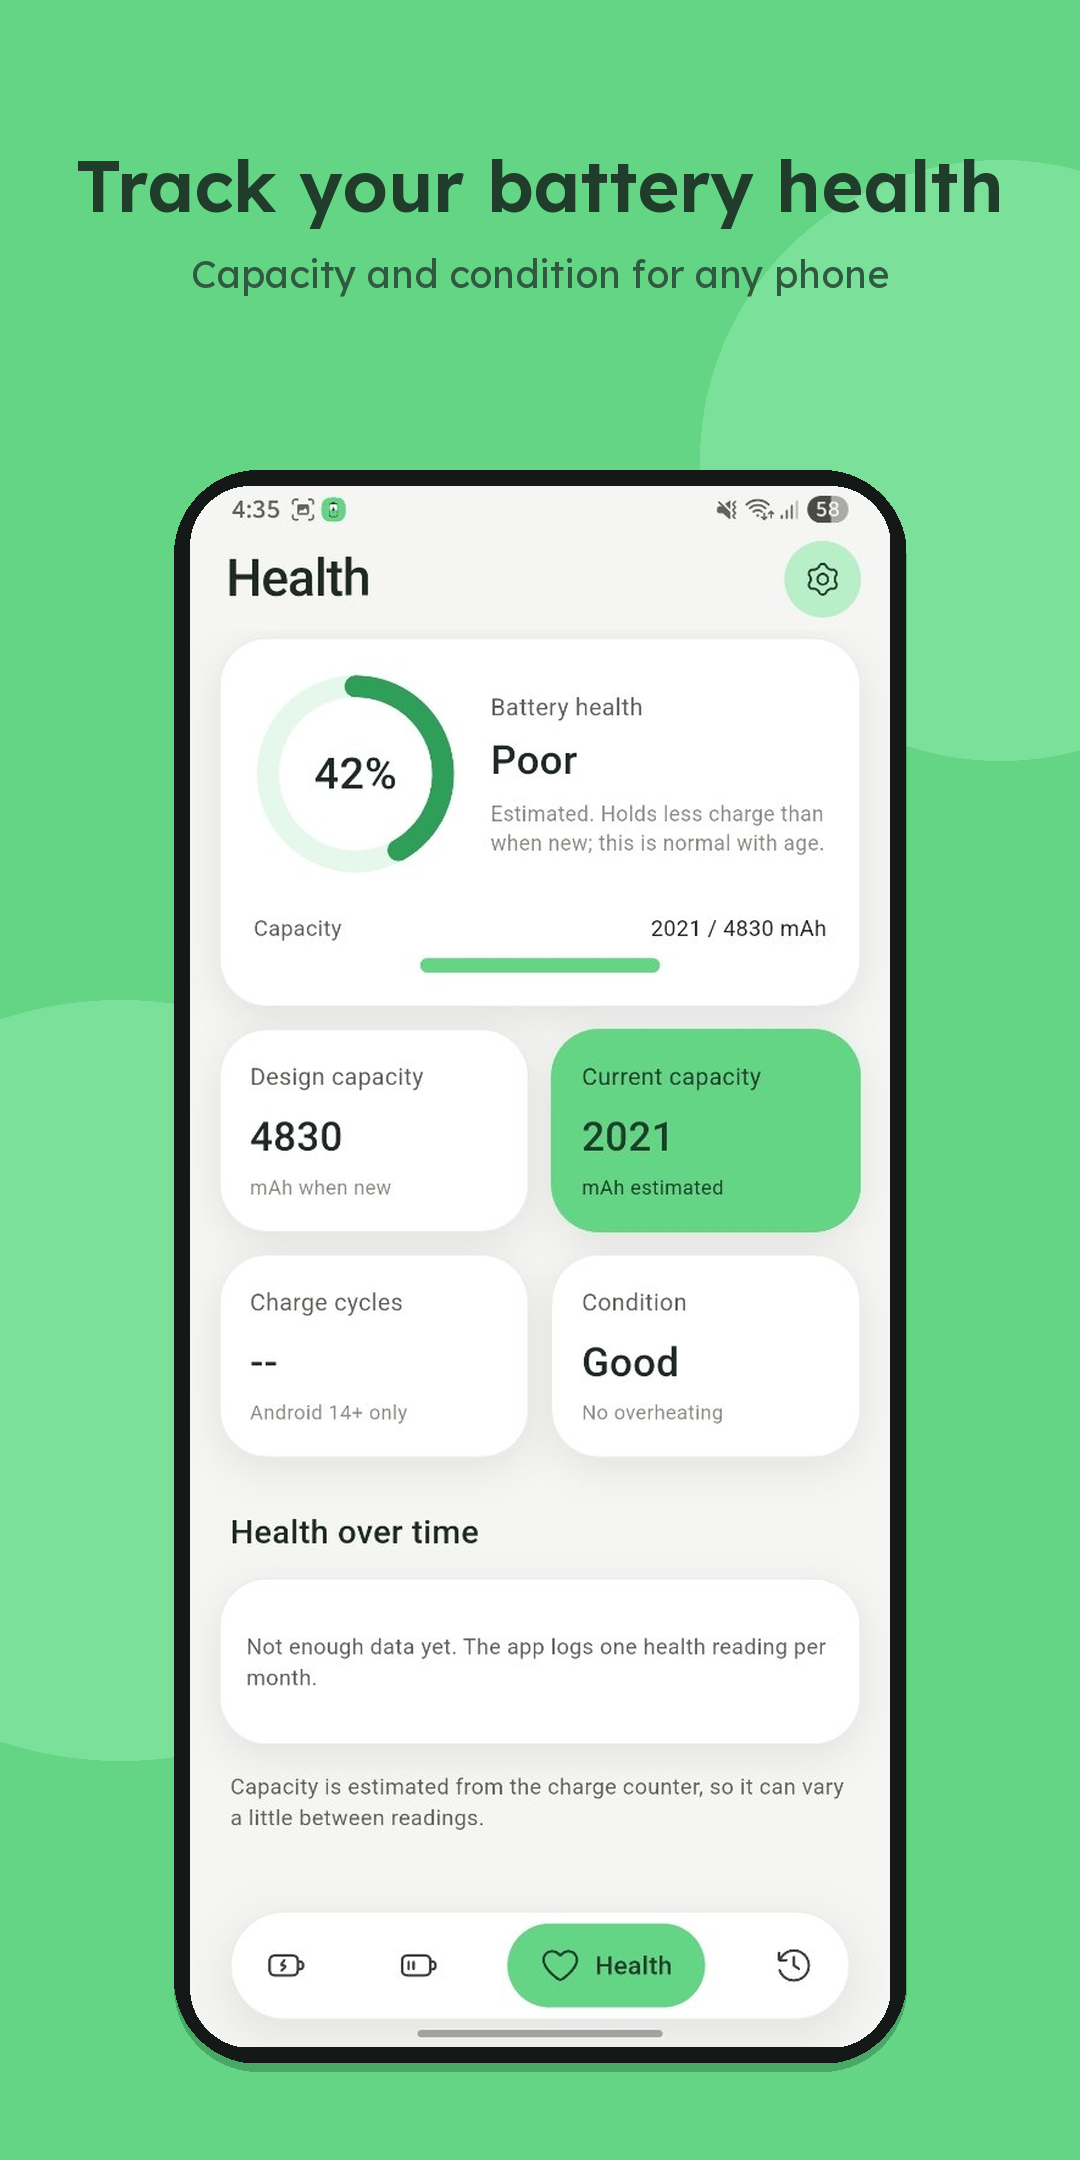 Track your battery health
Capacity and condition for any phone
4:35
58
Health
42%
Battery health
Poor
Estimated. Holds less charge than
when new; this is normal with age.
Capacity
2021 / 4830 mAh
Design capacity
4830
mAh when new
Current capacity
2021
mAh estimated
Charge cycles
--
Android 14+ only
Condition
Good
No overheating
Health over time
Not enough data yet. The app logs one health reading per
month.
Capacity is estimated from the charge counter, so it can vary
a little between readings.
Health